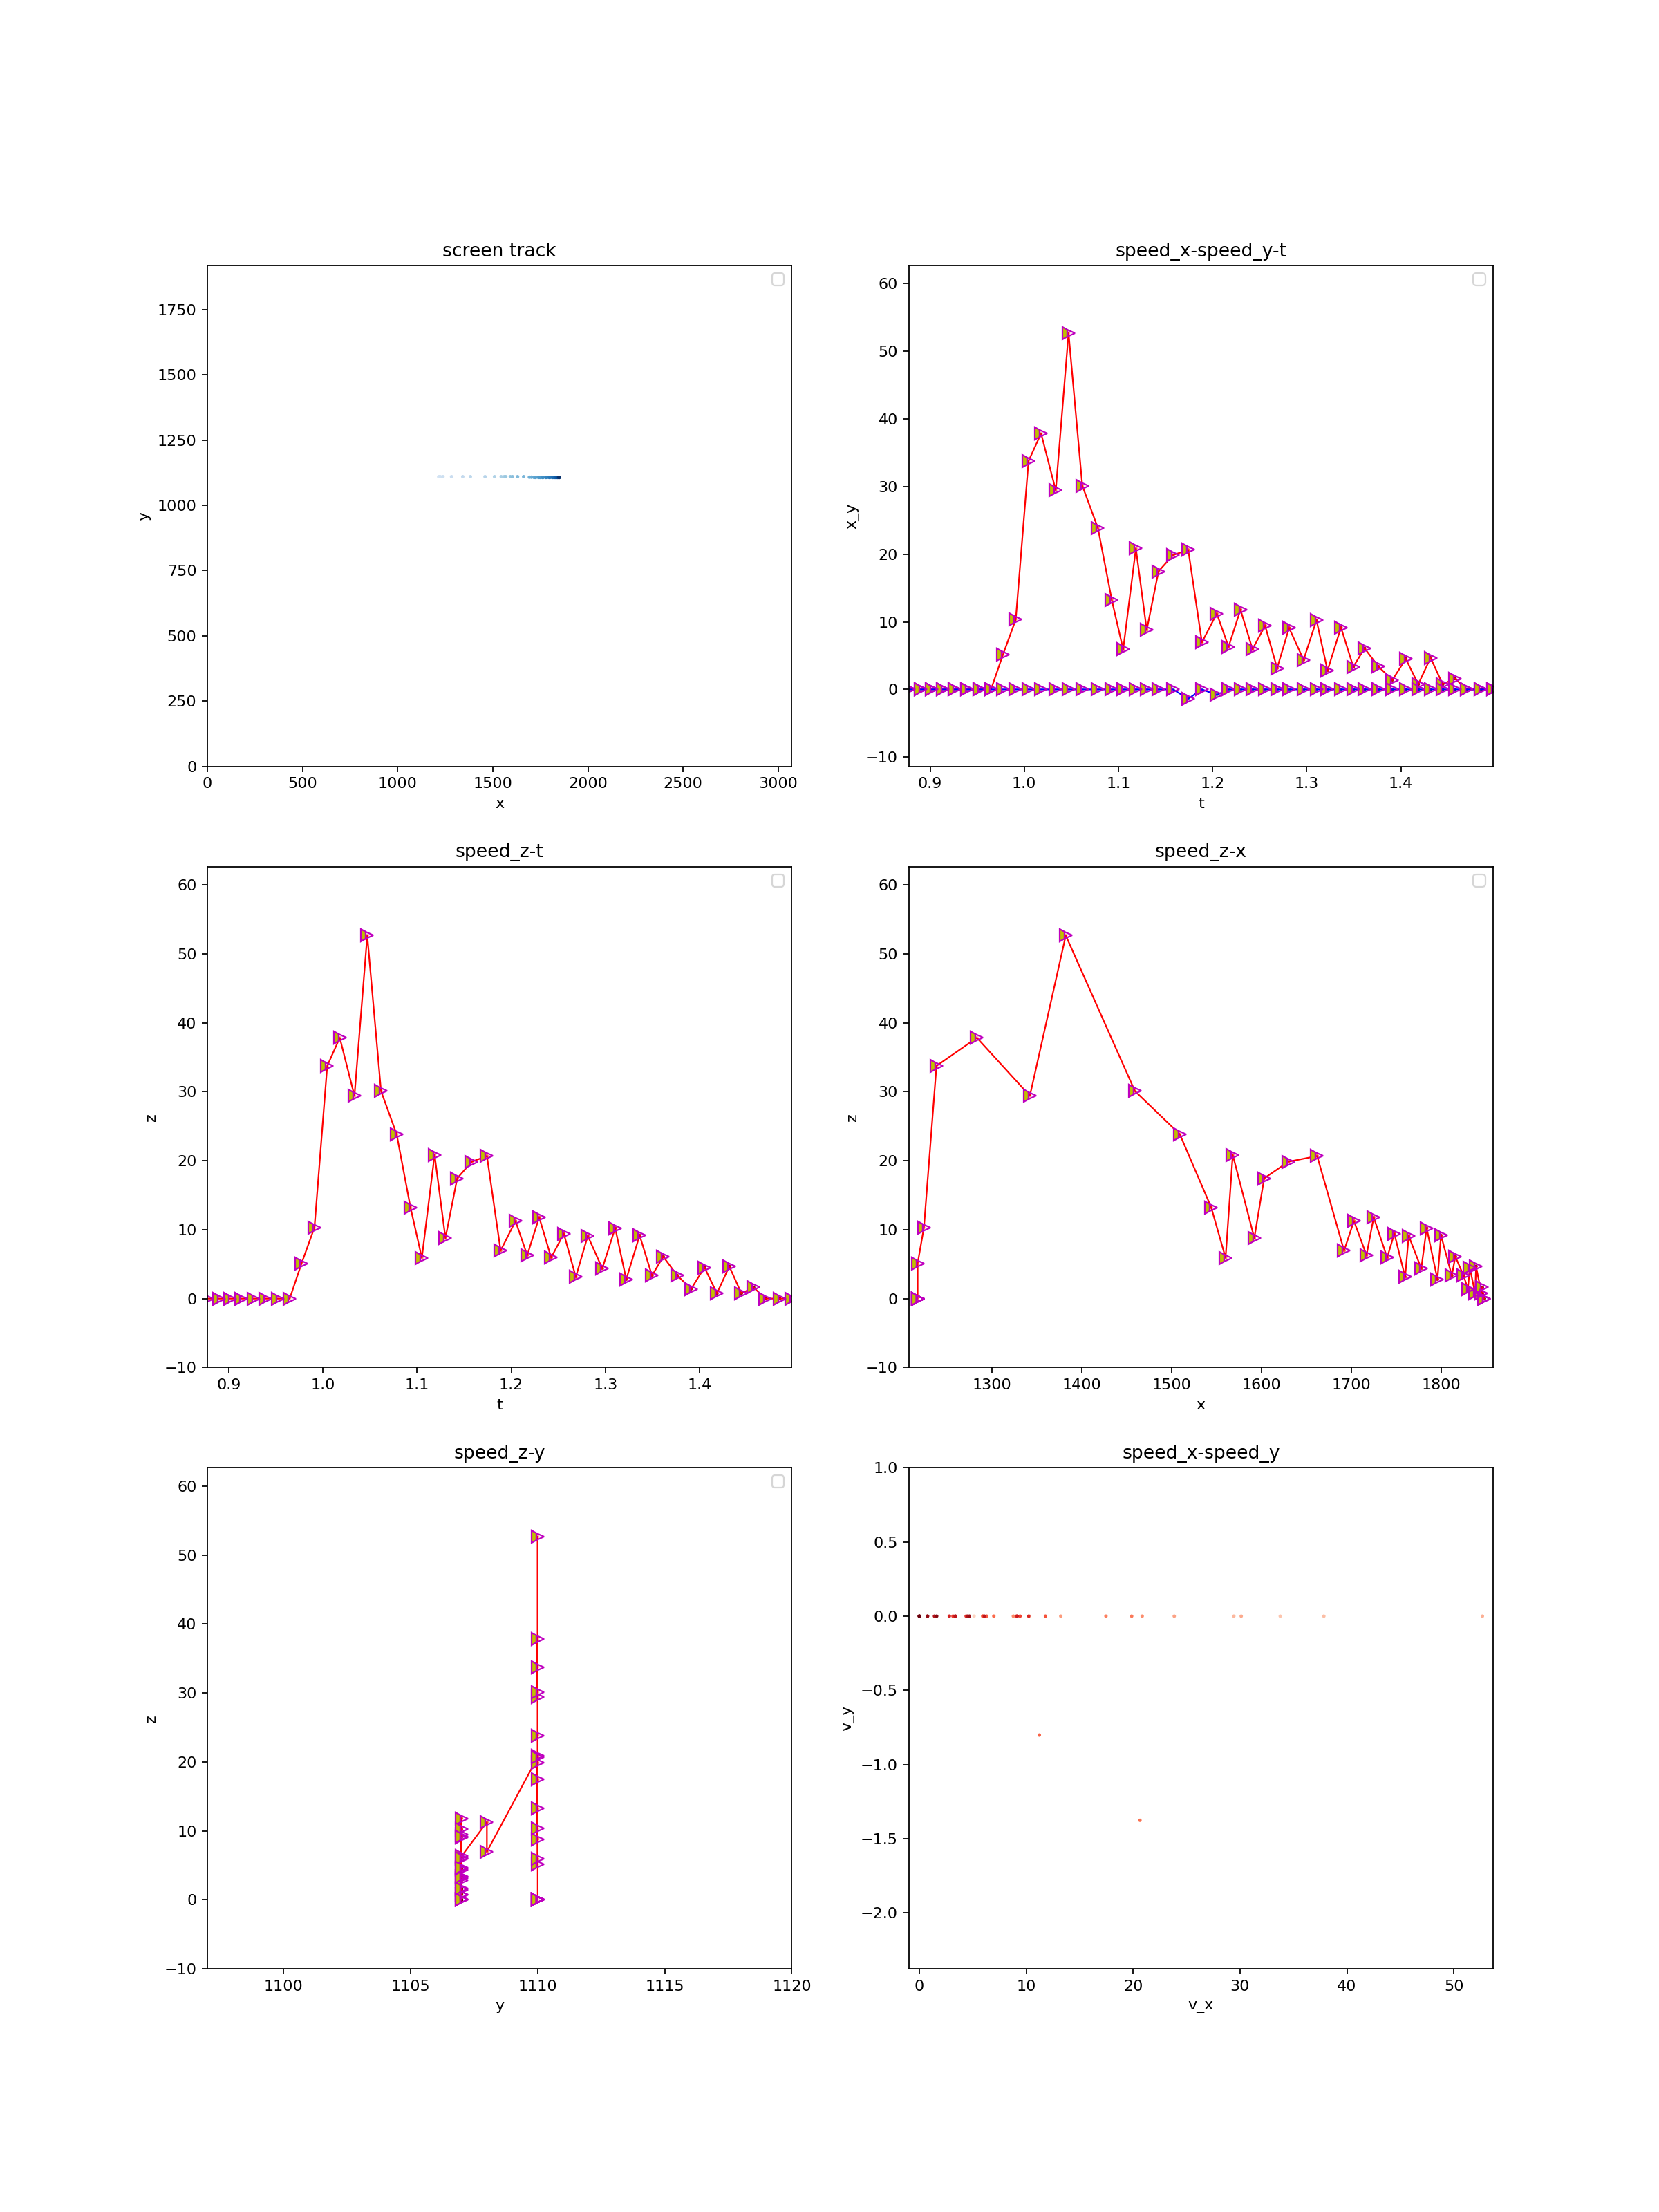 screen track
1750
1500
1250
1000
750
500
250
0
y
0 500 1000 1500 2000 2500 3000
x
speed_x-speed_y-t
60
50
40
30
20
10
0
−10
x_y
0.9 1.0 1.1 1.2 1.3 1.4
t
speed_z-t
60
50
40
30
20
10
0
−10
z
0.9 1.0 1.1 1.2 1.3 1.4
t
speed_z-x
60
50
40
30
20
10
0
−10
z
1300 1400 1500 1600 1700 1800
x
speed_z-y
60
50
40
30
20
10
0
−10
z
1100 1105 1110 1115 1120
y
speed_x-speed_y
1.0
0.5
0.0
−0.5
−1.0
−1.5
−2.0
v_y
0 10 20 30 40 50
v_x